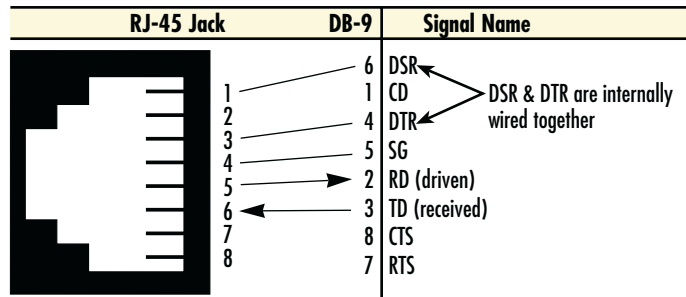 RJ-45 Jack DB-9 Signal Name
6 DSR
1 1 CD DSR & DTR are internally
2 wired together
3 4 DTR
4 5 SG
5 2 RD (driven)
6 3 TD (received)
7 8 CTS
8 7 RTS